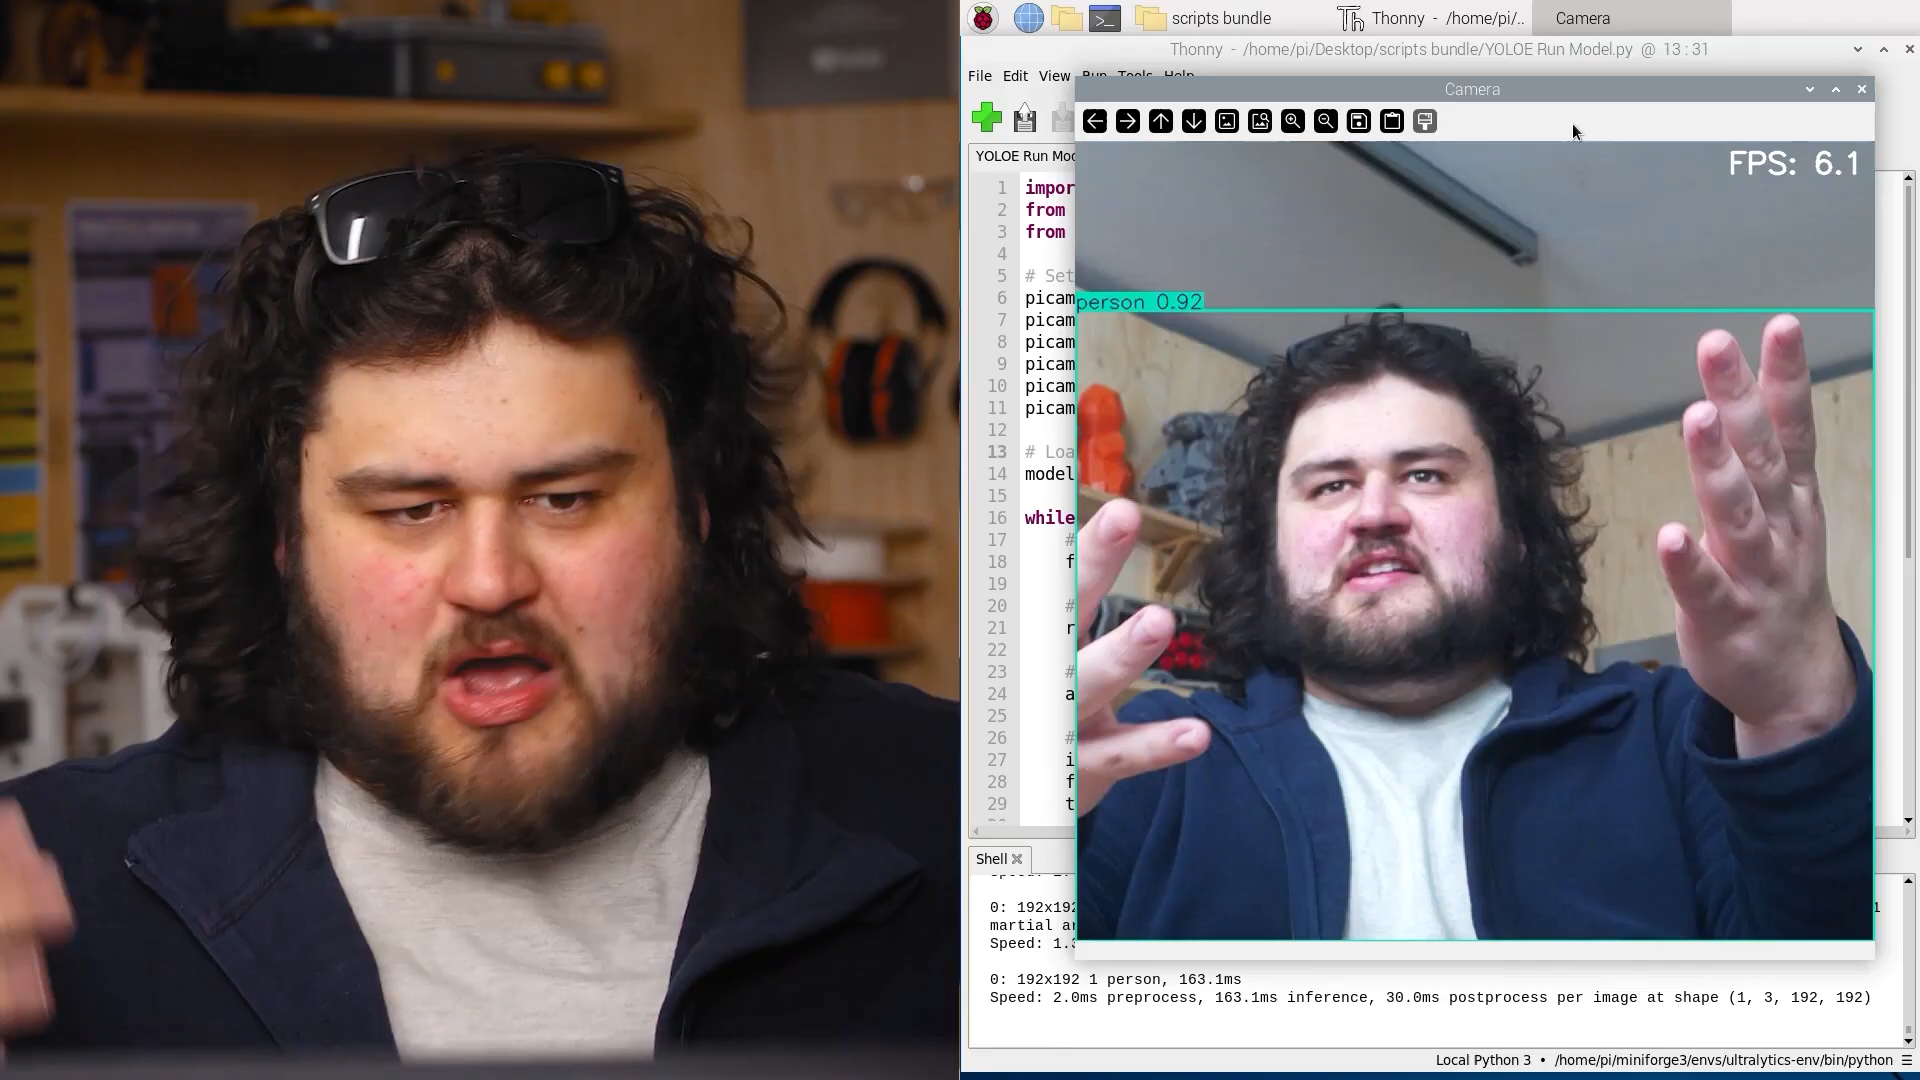 scripts bundle
Thonny - /home/pi/..
Camera
Thonny - /home/pi/Desktop/scripts bundle/YOLOE Run Model.py @ 13:31
File Edit View Run Tools Help
Camera
YOLOE Run Mo
FPS: 6.1
person 0.92
1 impor
2 from
3 from
4
5 # Set
6 picam
7 picam
8 picam
9 picam
10 picam
11 picam
12
13 # Loa
14 model
15
16 while
17 #
18 f
19
20 #
21 r
22
23 #
24 a
25
26 #
27 i
28 f
29 t
Shell
0: 192x192 1
martial ar
Speed: 1.3
0: 192x192 1 person, 163.1ms
Speed: 2.0ms preprocess, 163.1ms inference, 30.0ms postprocess per image at shape (1, 3, 192, 192)
Local Python 3 • /home/pi/miniforge3/envs/ultralytics-env/bin/python